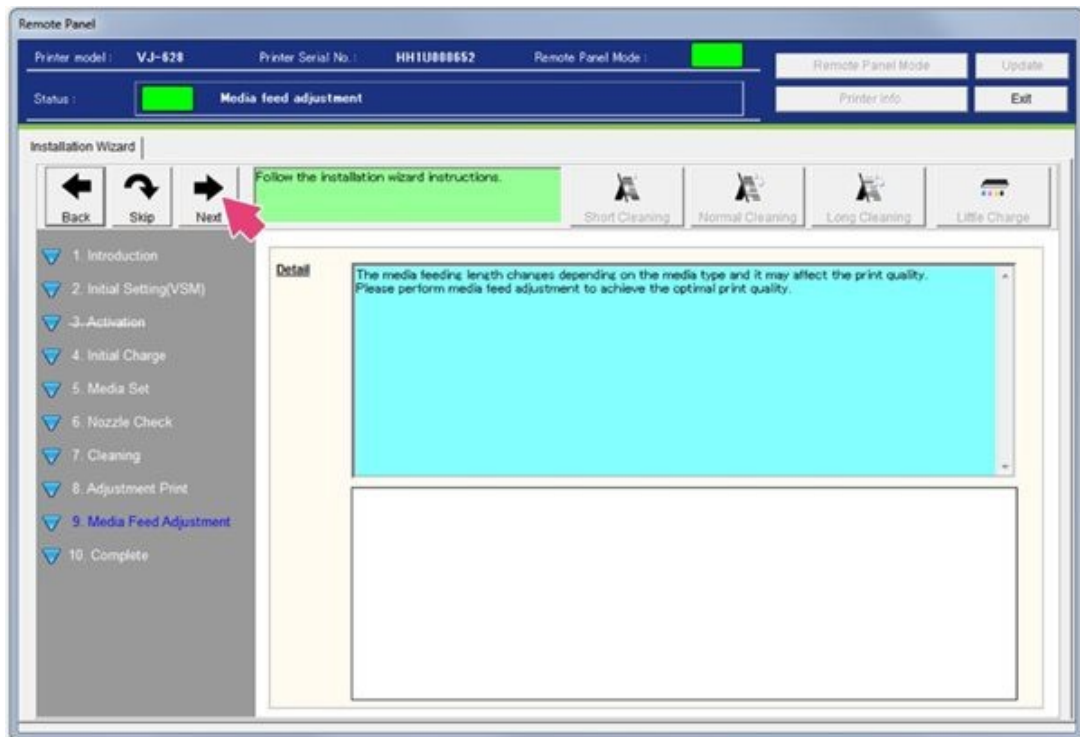 Remote Panel
Printer model : VJ-628 Printer Serial No. : HH1U000652 Remote Panel Mode :
Remote Panel Mode Update
Status : Media feed adjustment
Printer info. Exit
Installation Wizard
Follow the installation wizard instructions.
Back Skip Next Short Cleaning Normal Cleaning Long Cleaning Little Charge
1. Introduction
2. Initial Setting(VSM)
3. Activation
4. Initial Charge
5. Media Set
6. Nozzle Check
7. Cleaning
8. Adjustment Print
9. Media Feed Adjustment
10. Complete
Detail
The media feeding length changes depending on the media type and it may affect the print quality.
Please perform media feed adjustment to achieve the optimal print quality.